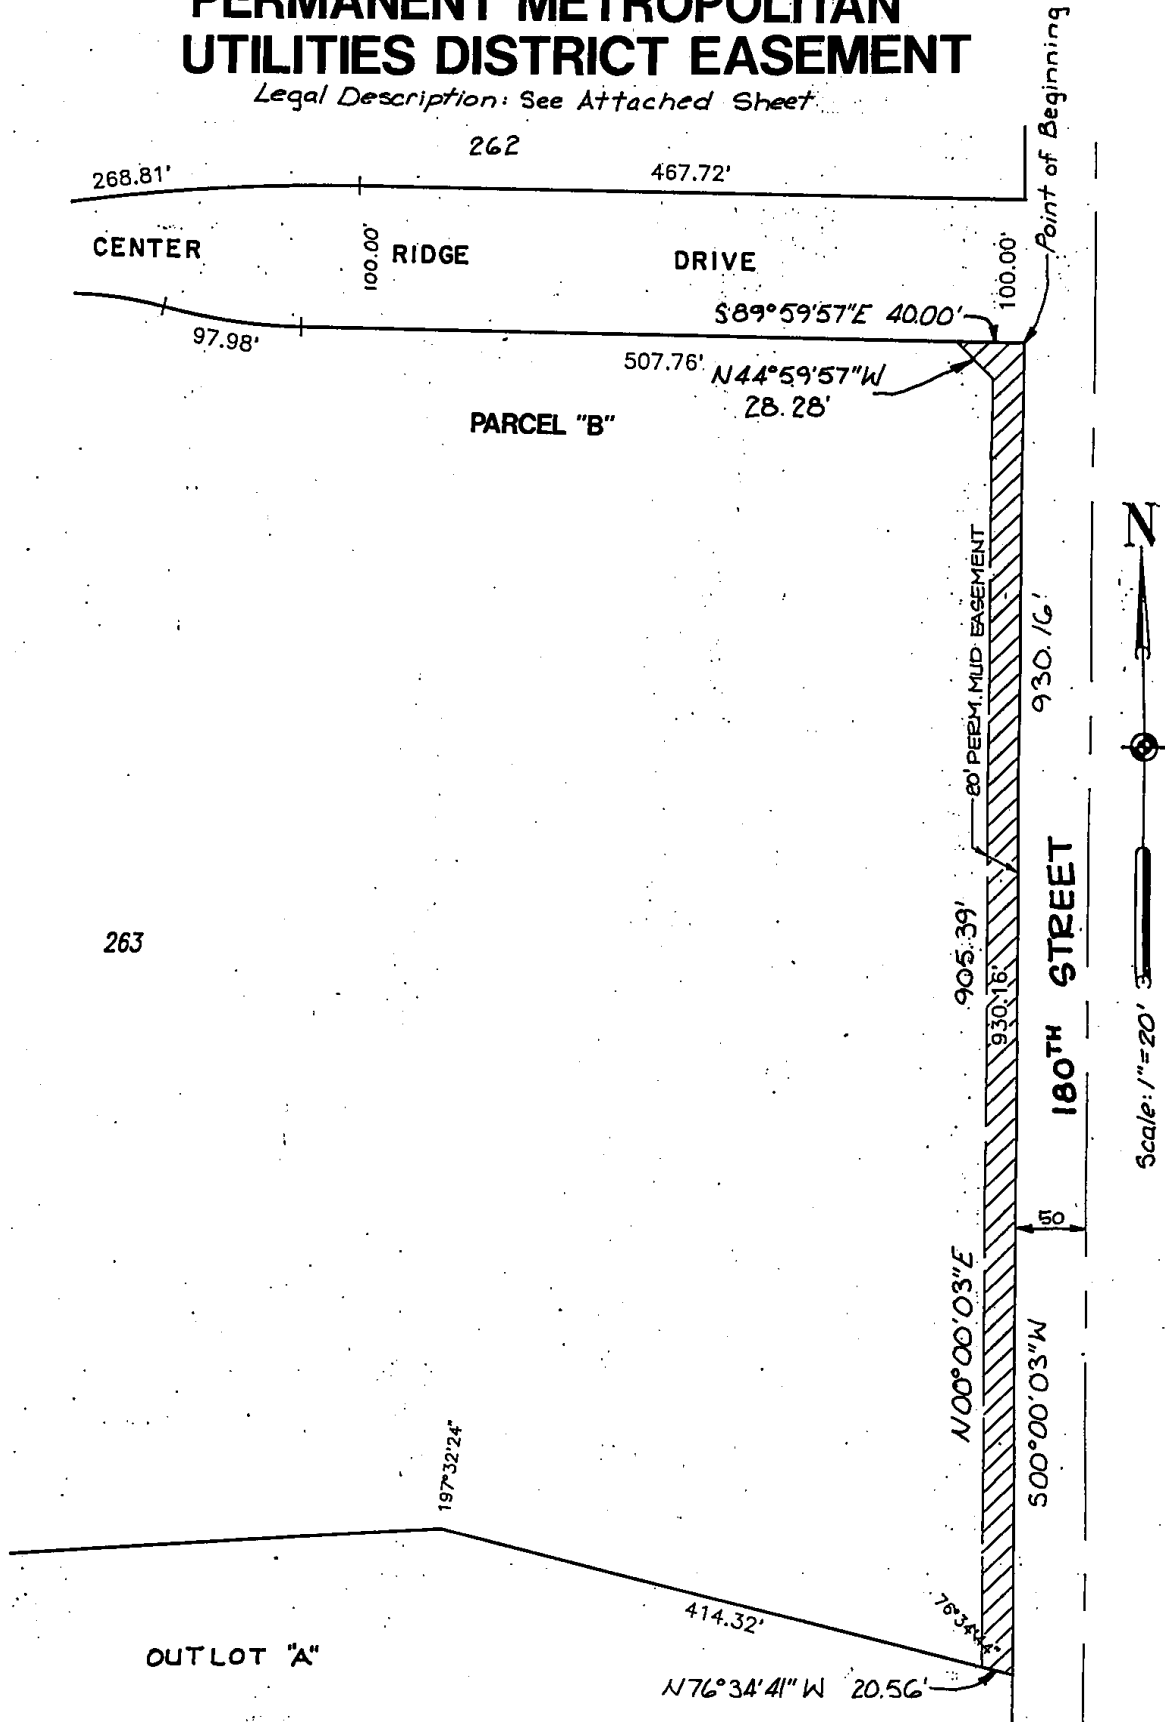 PERMANENT METROPOLITAN
UTILITIES DISTRICT EASEMENT
Legal Description: See Attached Sheet
Point of Beginning
262
268.81'
467.72'
CENTER RIDGE DRIVE
100.00'
100.00'
S89°59'57"E 40.00'
97.98'
507.76'
N44°59'57"W
28.28'
PARCEL "B"
N
20' PERM. MUD EASEMENT
930.16'
180TH STREET
905.39'
930.16'
263
Scale: 1"=20'
50
N00°00'03"E
S00°00'03"W
197°32'24"
414.32'
76°34'44"
OUTLOT "A"
N76°34'41"W 20.56'